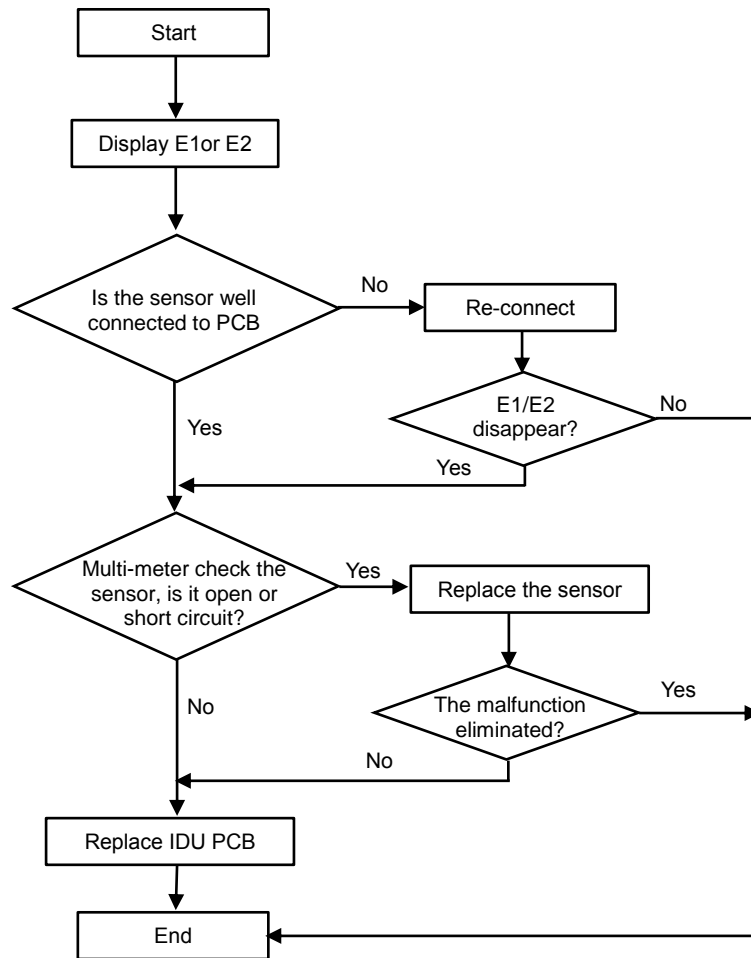 Start
Display E1or E2
Is the sensor well
connected to PCB
No
Re-connect
E1/E2
disappear?
No
Yes
Yes
Multi-meter check the
sensor, is it open or
short circuit?
Yes
Replace the sensor
The malfunction
eliminated?
Yes
No
No
Replace IDU PCB
End